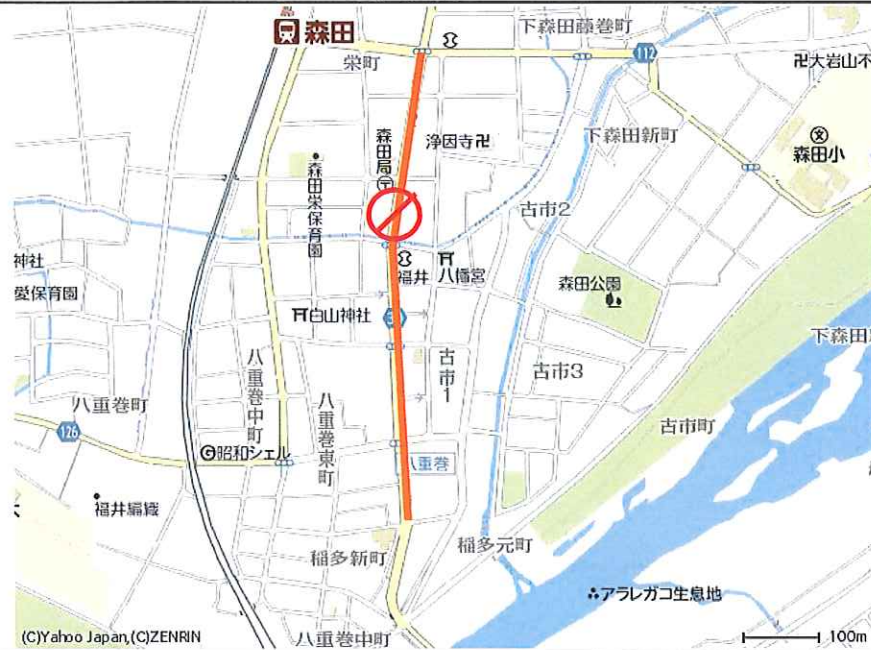 森田
栄町
下森田藤巻町
112
卍大岩山不
森田局
浄因寺卍
下森田新町
森田小
森田栄保育園
古市2
神社
愛保育園
福井
八幡宮
森田公園
白山神社
下森田
八重巻中町
古市1
古市3
八重巻町
八重巻東町
古市町
126
昭和シェル
八重巻
福井編織
稲多新町
稲多元町
アラレガコ生息地
(C)Yahoo Japan,(C)ZENRIN
八重巻中町
100m